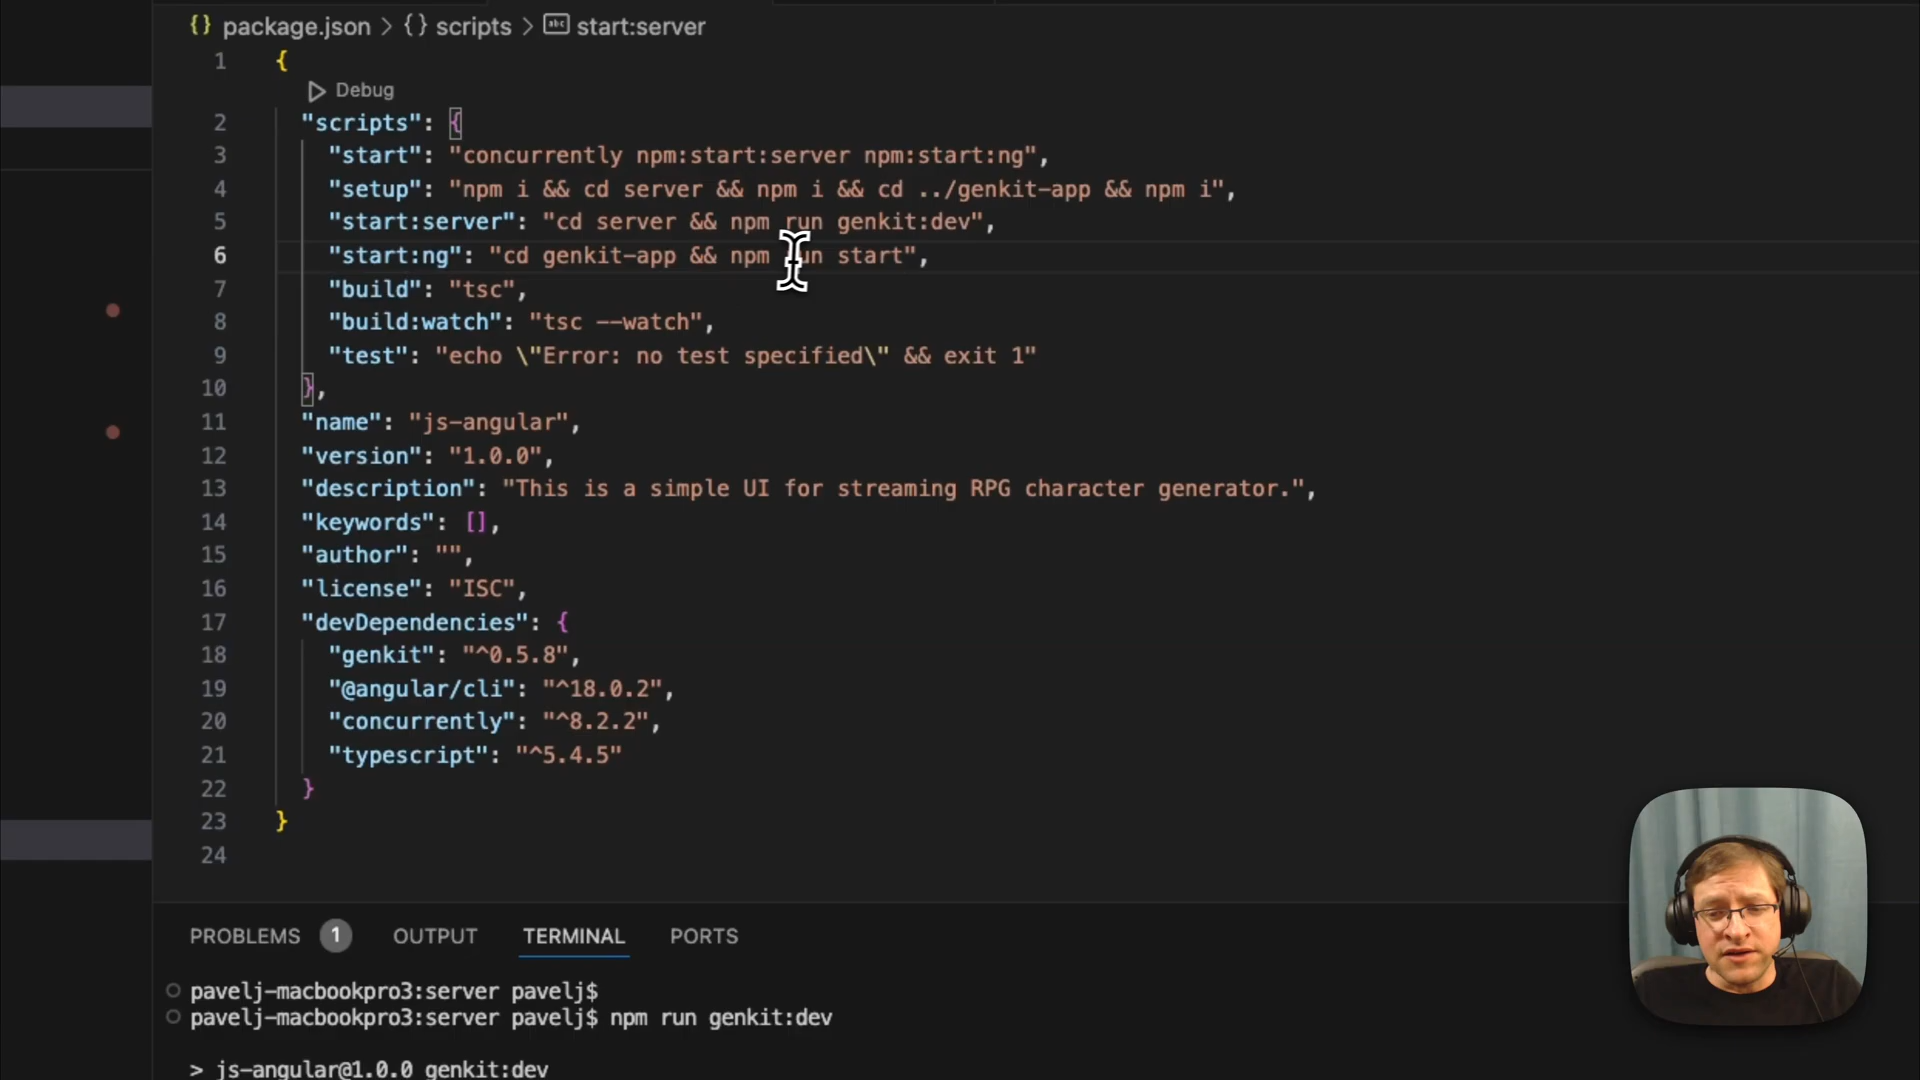 {} package.json > {} scripts > abc start:server
1 {
Debug
2 "scripts": {
3 "start": "concurrently npm:start:server npm:start:ng",
4 "setup": "npm i && cd server && npm i && cd ../genkit-app && npm i",
5 "start:server": "cd server && npm run genkit:dev",
6 "start:ng": "cd genkit-app && npm run start",
7 "build": "tsc",
8 "build:watch": "tsc --watch",
9 "test": "echo \"Error: no test specified\" && exit 1"
10 },
11 "name": "js-angular",
12 "version": "1.0.0",
13 "description": "This is a simple UI for streaming RPG character generator.",
14 "keywords": [],
15 "author": "",
16 "license": "ISC",
17 "devDependencies": {
18 "genkit": "^0.5.8",
19 "@angular/cli": "^18.0.2",
20 "concurrently": "^8.2.2",
21 "typescript": "^5.4.5"
22 }
23 }
24
PROBLEMS 1 OUTPUT TERMINAL PORTS
pavelj-macbookpro3:server pavelj$
pavelj-macbookpro3:server pavelj$ npm run genkit:dev
> js-angular@1.0.0 genkit:dev